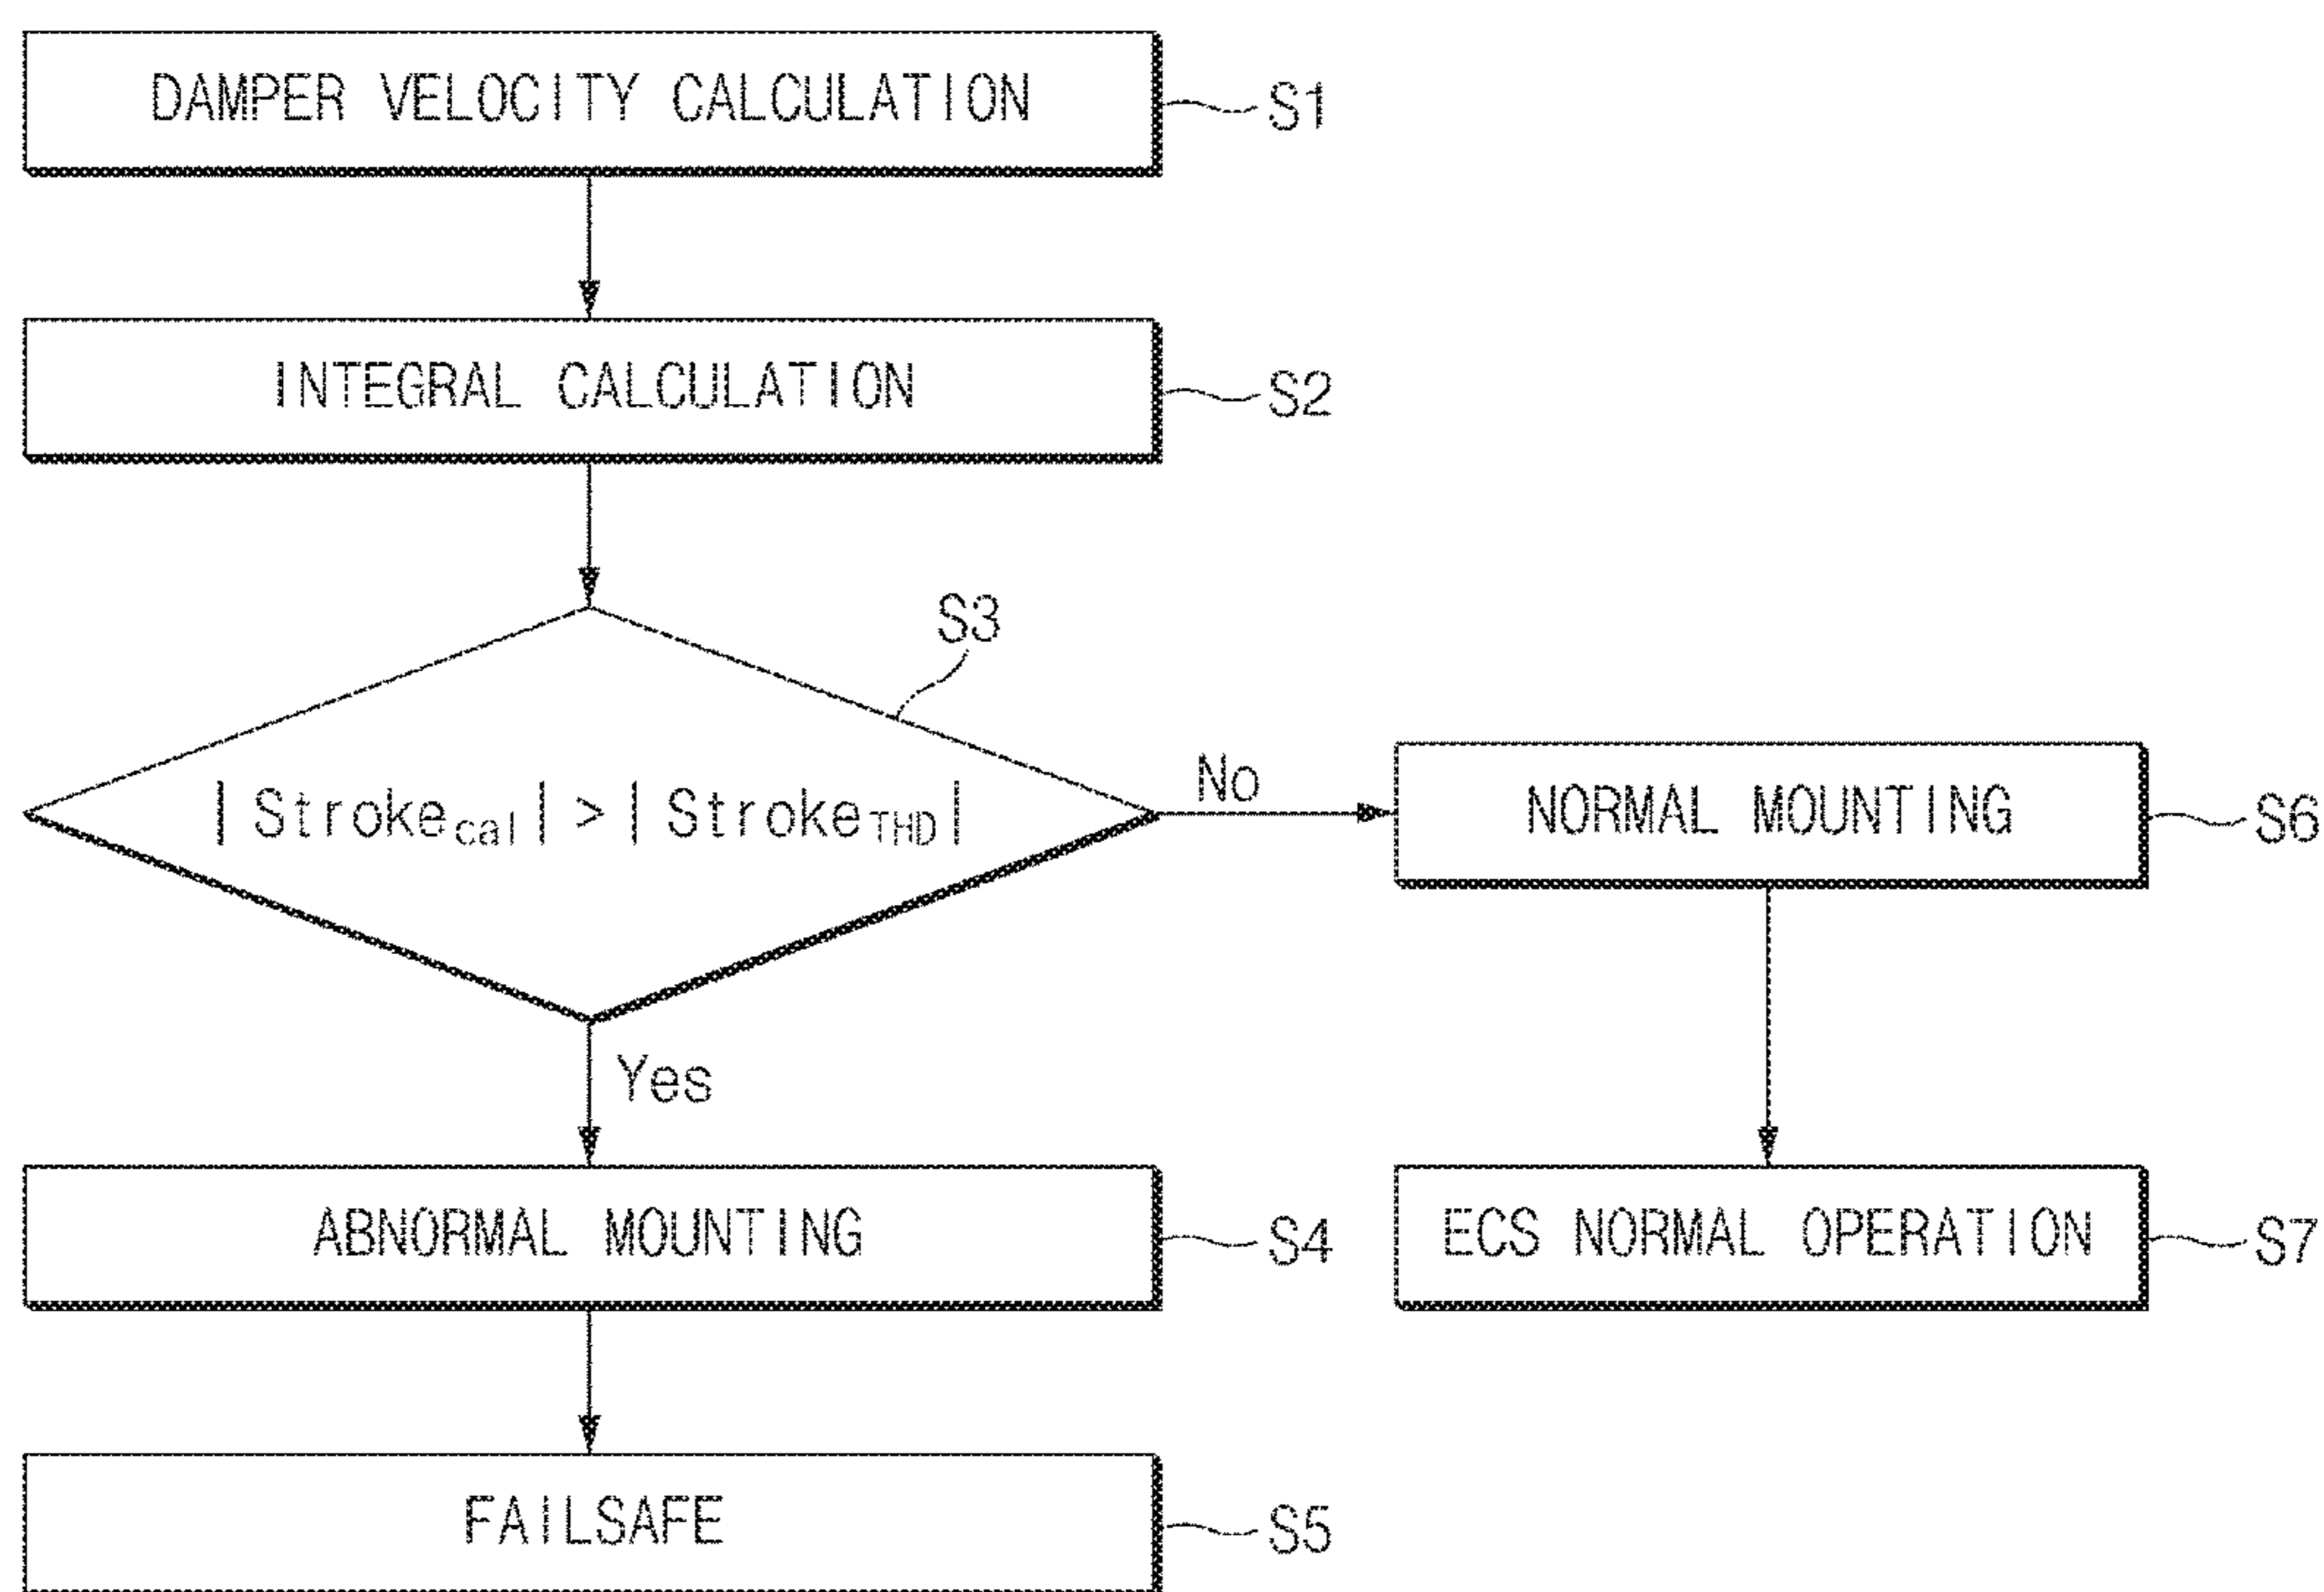 DAMPER VELOCITY CALCULATION
S1
INTEGRAL CALCULATION
S2
S3
|Stroke_cal| > |Stroke_THD|
No
NORMAL MOUNTING
S6
Yes
ABNORMAL MOUNTING
S4
ECS NORMAL OPERATION
S7
FAILSAFE
S5